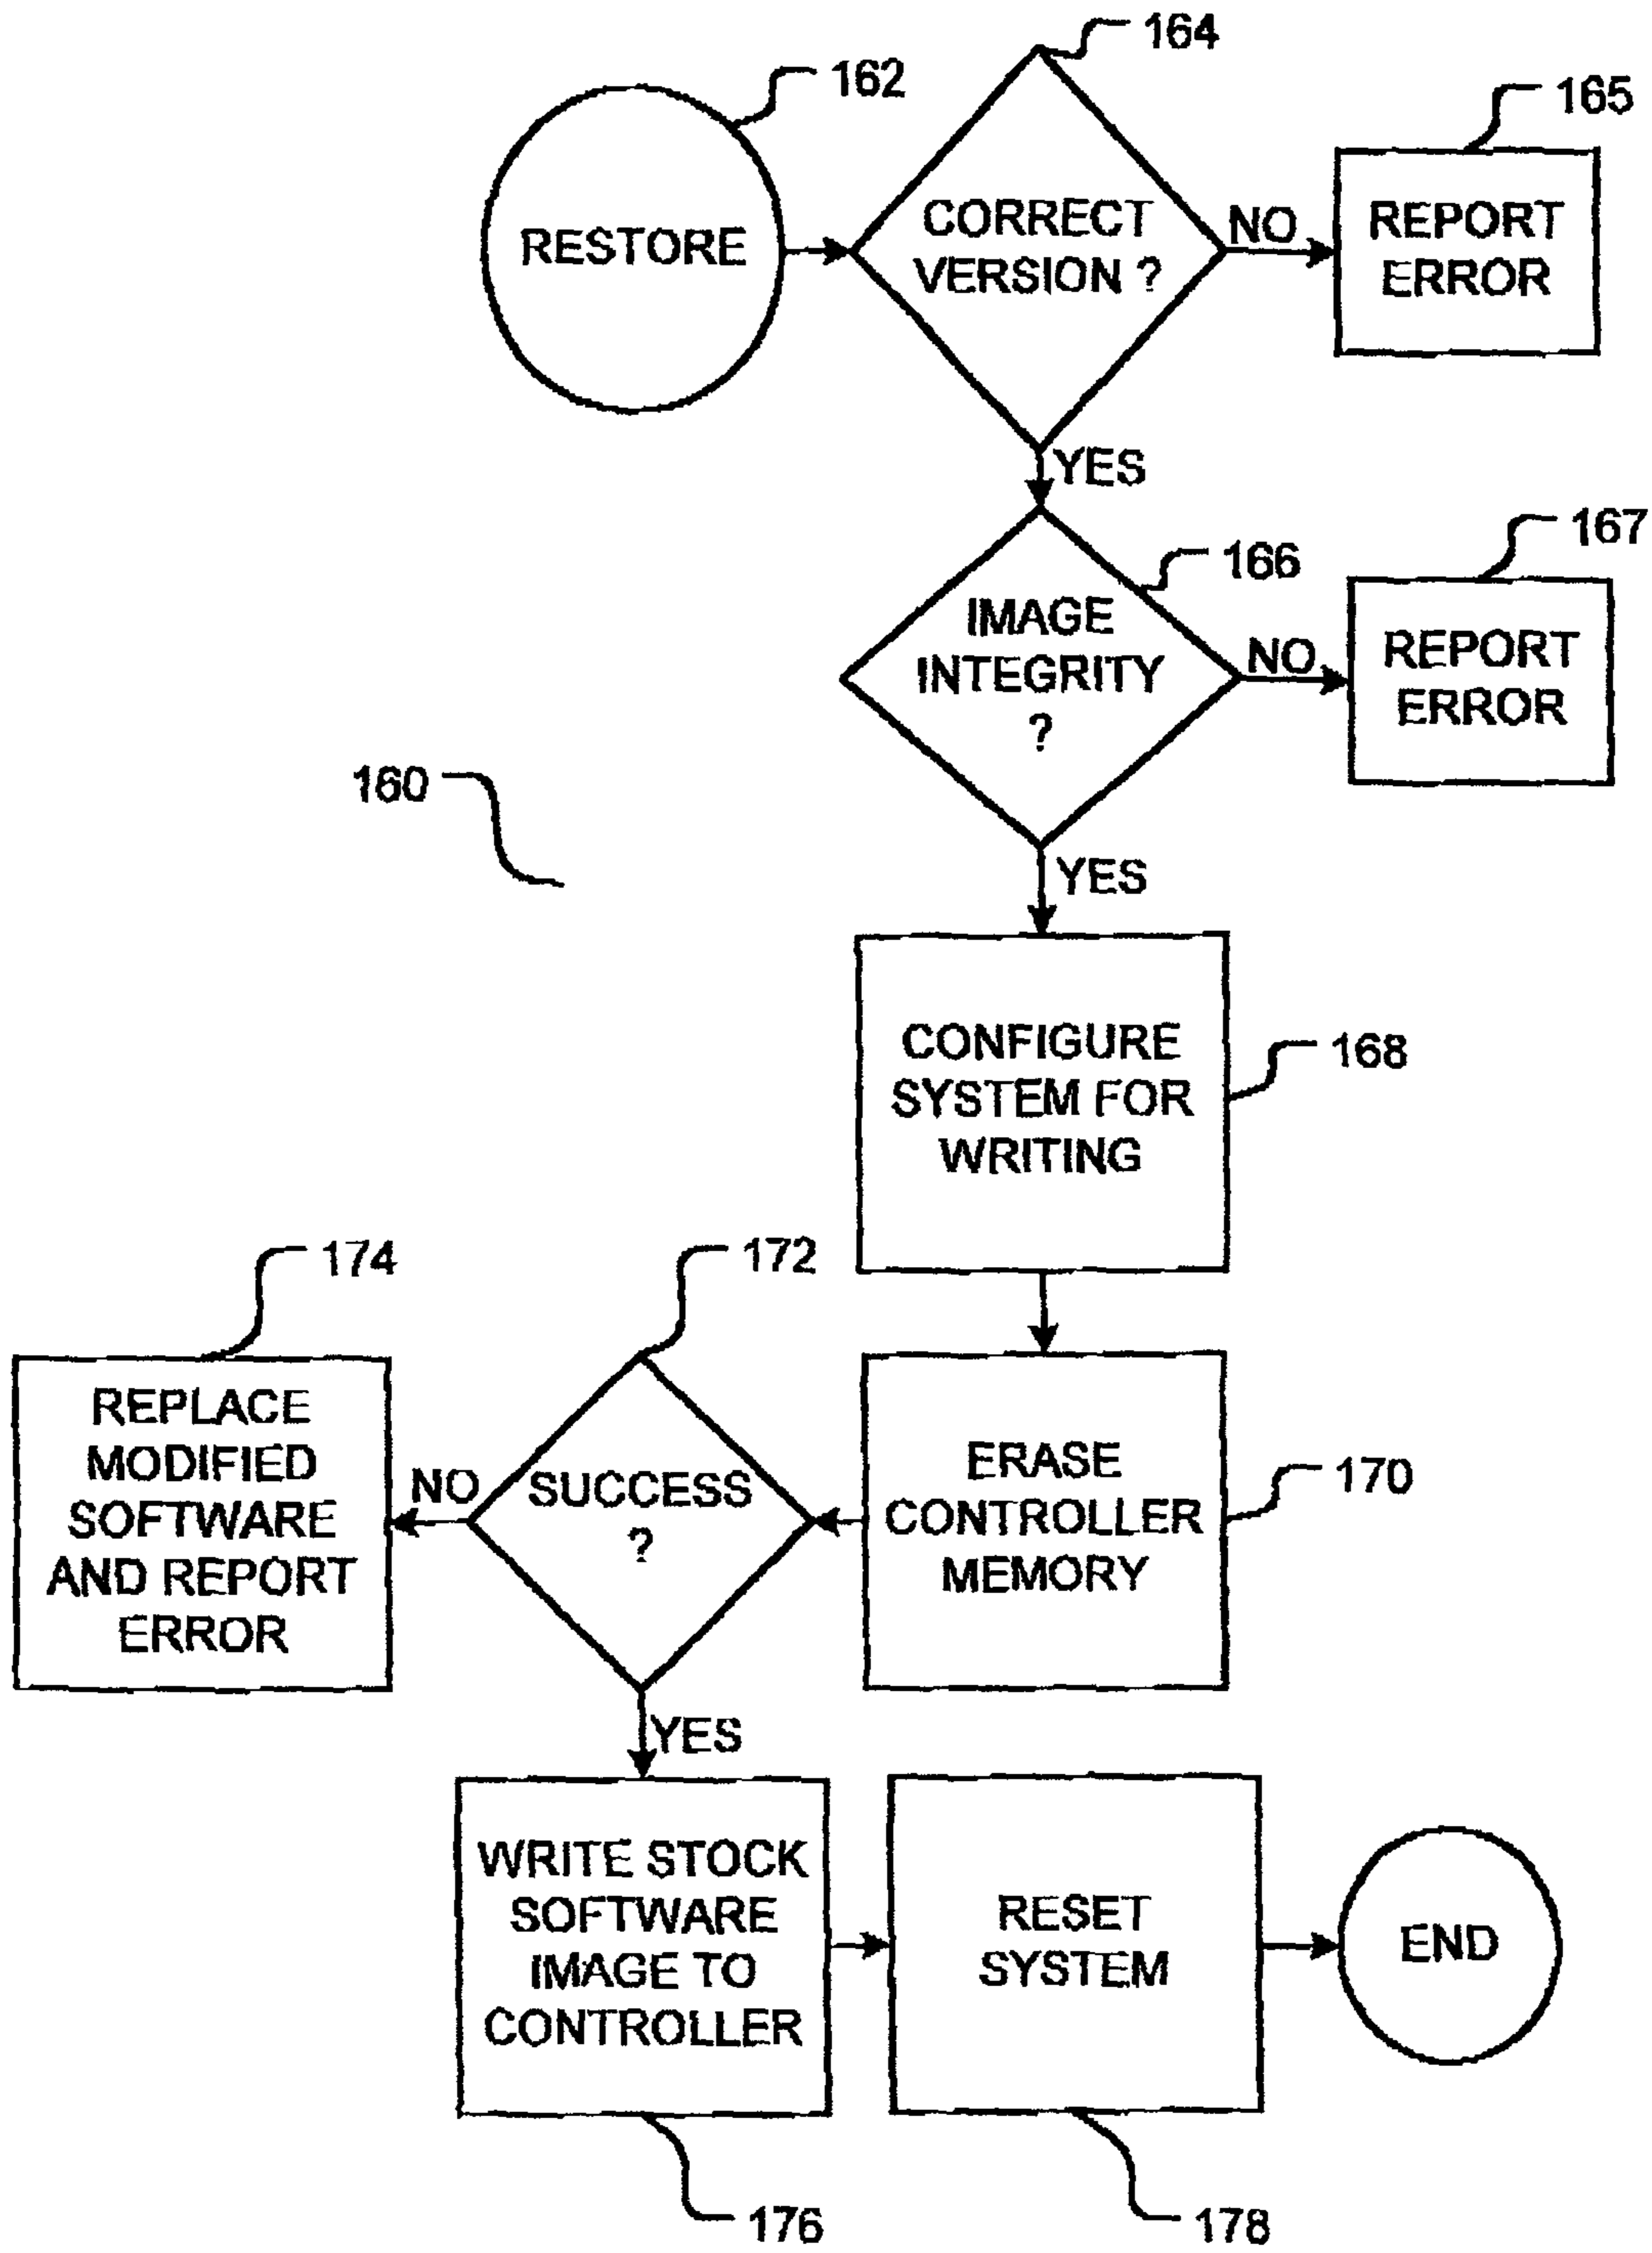 164
162
165
RESTORE
CORRECT
VERSION ?
NO
REPORT
ERROR
YES
167
166
IMAGE
INTEGRITY
?
NO
REPORT
ERROR
160
YES
CONFIGURE
SYSTEM FOR
WRITING
168
174
172
REPLACE
MODIFIED
SOFTWARE
AND REPORT
ERROR
NO
SUCCESS
?
ERASE
CONTROLLER
MEMORY
170
YES
WRITE STOCK
SOFTWARE
IMAGE TO
CONTROLLER
RESET
SYSTEM
END
176
178